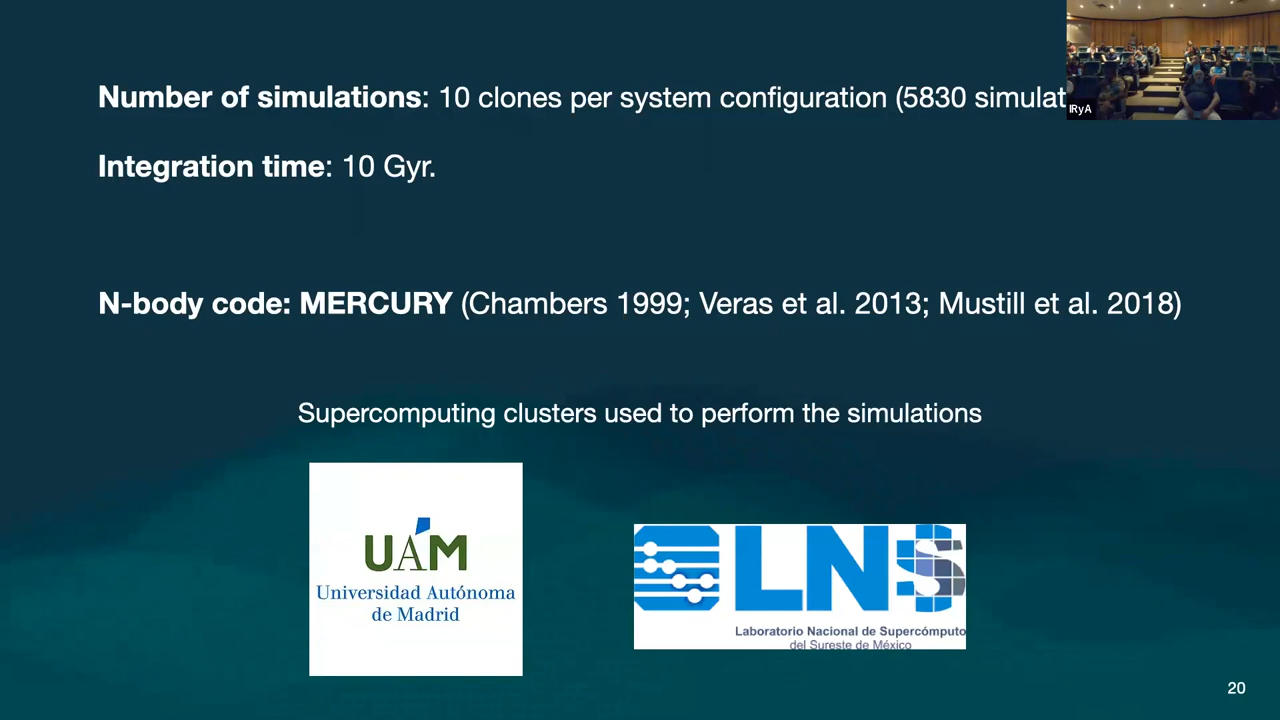 Number of simulations: 10 clones per system configuration (5830 simulat
IRyA
Integration time: 10 Gyr.
N-body code: MERCURY (Chambers 1999; Veras et al. 2013; Mustill et al. 2018)
Supercomputing clusters used to perform the simulations
UAM
Universidad Autónoma
de Madrid
LNS
Laboratorio Nacional de Supercómputo
del Sureste de México
20